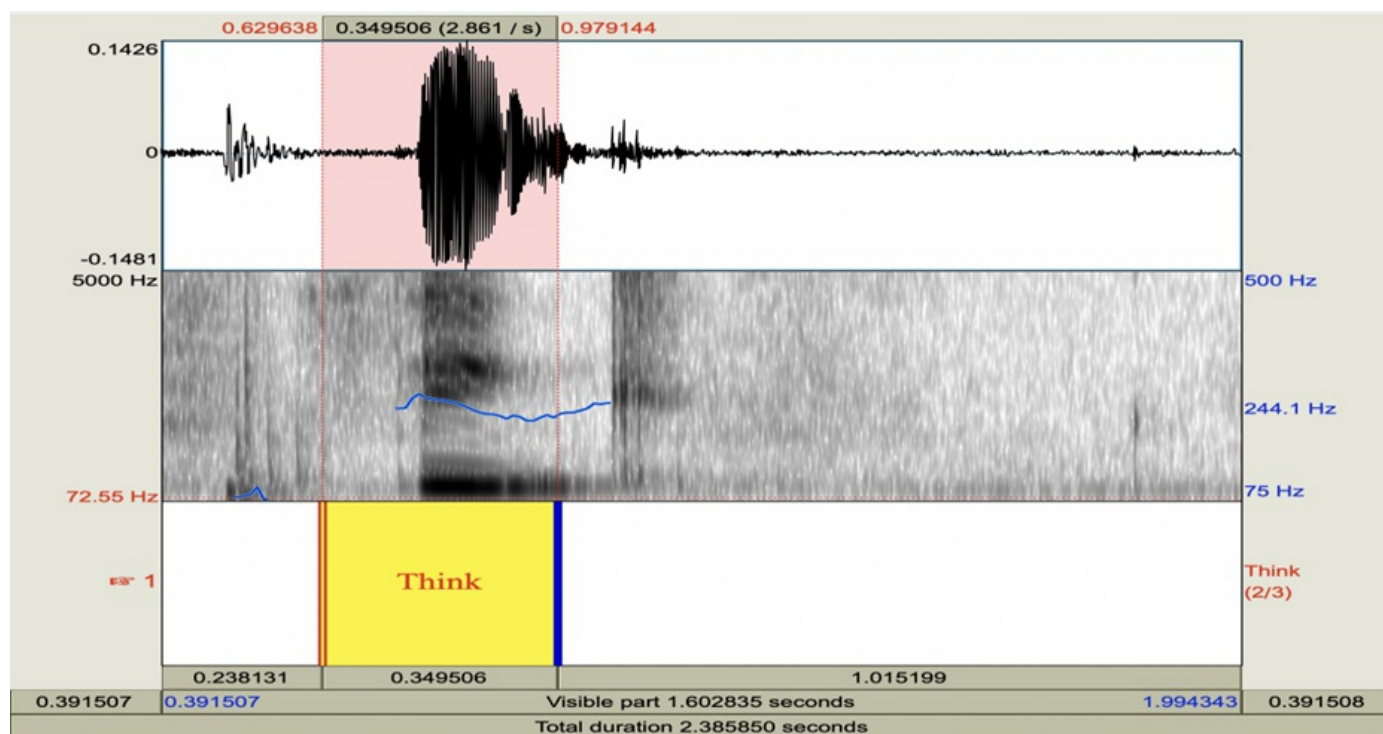 0.629638 0.349506 (2.861 / s) 0.979144
0.1426
0
-0.1481
5000 Hz 500 Hz
244.1 Hz
72.55 Hz 75 Hz
☞ 1 Think Think
(2/3)
0.238131 0.349506 1.015199
0.391507 0.391507 Visible part 1.602835 seconds 1.994343 0.391508
Total duration 2.385850 seconds